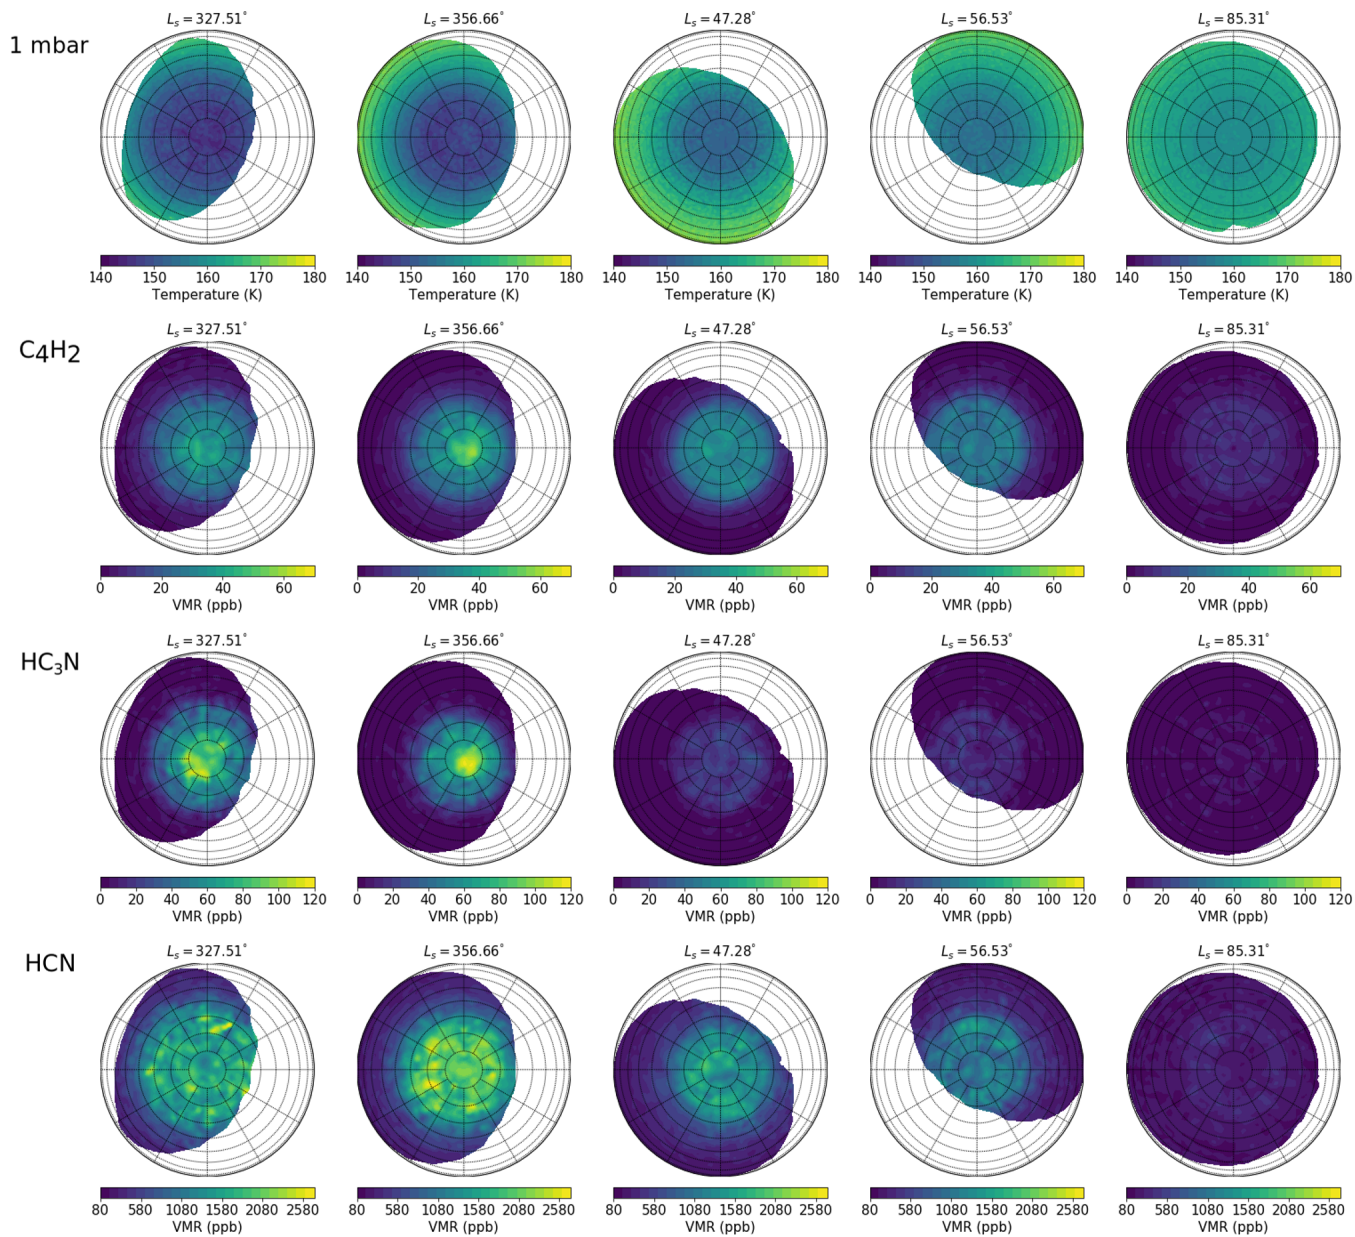 1 mbar
L_s = 327.51° L_s = 356.66° L_s = 47.28° L_s = 56.53° L_s = 85.31°
140 150 160 170 180 140 150 160 170 180 140 150 160 170 180 140 150 160 170 180 140 150 160 170 180
Temperature (K) Temperature (K) Temperature (K) Temperature (K) Temperature (K)
C4H2
L_s = 327.51° L_s = 356.66° L_s = 47.28° L_s = 56.53° L_s = 85.31°
0 20 40 60 0 20 40 60 0 20 40 60 0 20 40 60 0 20 40 60
VMR (ppb) VMR (ppb) VMR (ppb) VMR (ppb) VMR (ppb)
HC3N
L_s = 327.51° L_s = 356.66° L_s = 47.28° L_s = 56.53° L_s = 85.31°
0 20 40 60 80 100 120 0 20 40 60 80 100 120 0 20 40 60 80 100 120 0 20 40 60 80 100 120 0 20 40 60 80 100 120
VMR (ppb) VMR (ppb) VMR (ppb) VMR (ppb) VMR (ppb)
HCN
L_s = 327.51° L_s = 356.66° L_s = 47.28° L_s = 56.53° L_s = 85.31°
80 580 1080 1580 2080 2580 80 580 1080 1580 2080 2580 80 580 1080 1580 2080 2580 80 580 1080 1580 2080 2580 80 580 1080 1580 2080 2580
VMR (ppb) VMR (ppb) VMR (ppb) VMR (ppb) VMR (ppb)